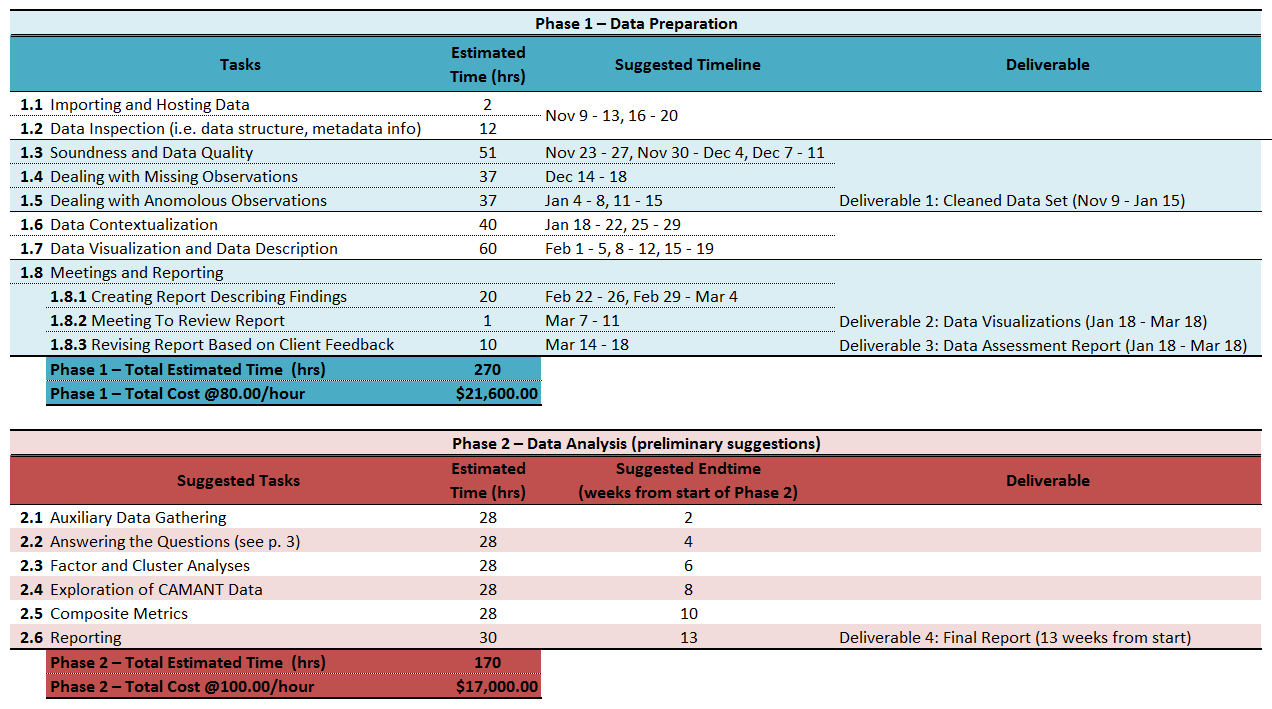 Phase 1 – Data Preparation
Tasks Estimated Time (hrs) Suggested Timeline Deliverable
1.1 Importing and Hosting Data 2 Nov 9 - 13, 16 - 20
1.2 Data Inspection (i.e. data structure, metadata info) 12
1.3 Soundness and Data Quality 51 Nov 23 - 27, Nov 30 - Dec 4, Dec 7 - 11
1.4 Dealing with Missing Observations 37 Dec 14 - 18
1.5 Dealing with Anomolous Observations 37 Jan 4 - 8, 11 - 15 Deliverable 1: Cleaned Data Set (Nov 9 - Jan 15)
1.6 Data Contextualization 40 Jan 18 - 22, 25 - 29
1.7 Data Visualization and Data Description 60 Feb 1 - 5, 8 - 12, 15 - 19
1.8 Meetings and Reporting
1.8.1 Creating Report Describing Findings 20 Feb 22 - 26, Feb 29 - Mar 4
1.8.2 Meeting To Review Report 1 Mar 7 - 11 Deliverable 2: Data Visualizations (Jan 18 - Mar 18)
1.8.3 Revising Report Based on Client Feedback 10 Mar 14 - 18 Deliverable 3: Data Assessment Report (Jan 18 - Mar 18)
Phase 1 – Total Estimated Time (hrs) 270
Phase 1 – Total Cost @80.00/hour $21,600.00
Phase 2 – Data Analysis (preliminary suggestions)
Suggested Tasks Estimated Time (hrs) Suggested Endtime (weeks from start of Phase 2) Deliverable
2.1 Auxiliary Data Gathering 28 2
2.2 Answering the Questions (see p. 3) 28 4
2.3 Factor and Cluster Analyses 28 6
2.4 Exploration of CAMANT Data 28 8
2.5 Composite Metrics 28 10
2.6 Reporting 30 13 Deliverable 4: Final Report (13 weeks from start)
Phase 2 – Total Estimated Time (hrs) 170
Phase 2 – Total Cost @100.00/hour $17,000.00